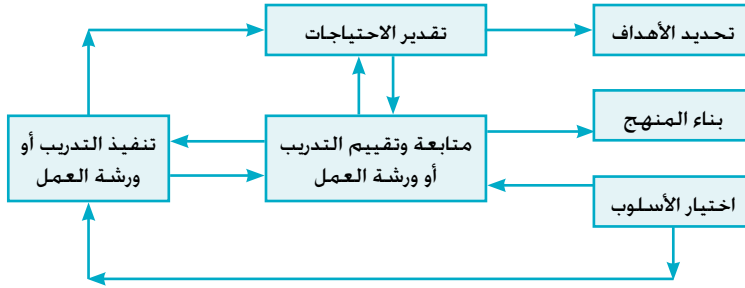 تحديد الأهداف
تقدير الاحتياجات
بناء المنهج
متابعة وتقييم التدريب
أو ورشة العمل
تنفيذ التدريب أو
ورشة العمل
اختيار الأسلوب